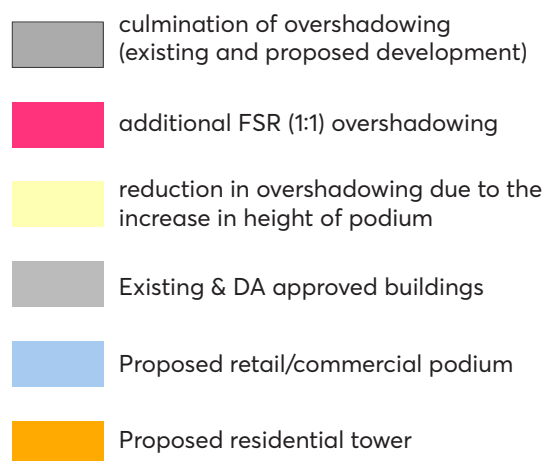 culmination of overshadowing
(existing and proposed development)
additional FSR (1:1) overshadowing
reduction in overshadowing due to the
increase in height of podium
Existing & DA approved buildings
Proposed retail/commercial podium
Proposed residential tower